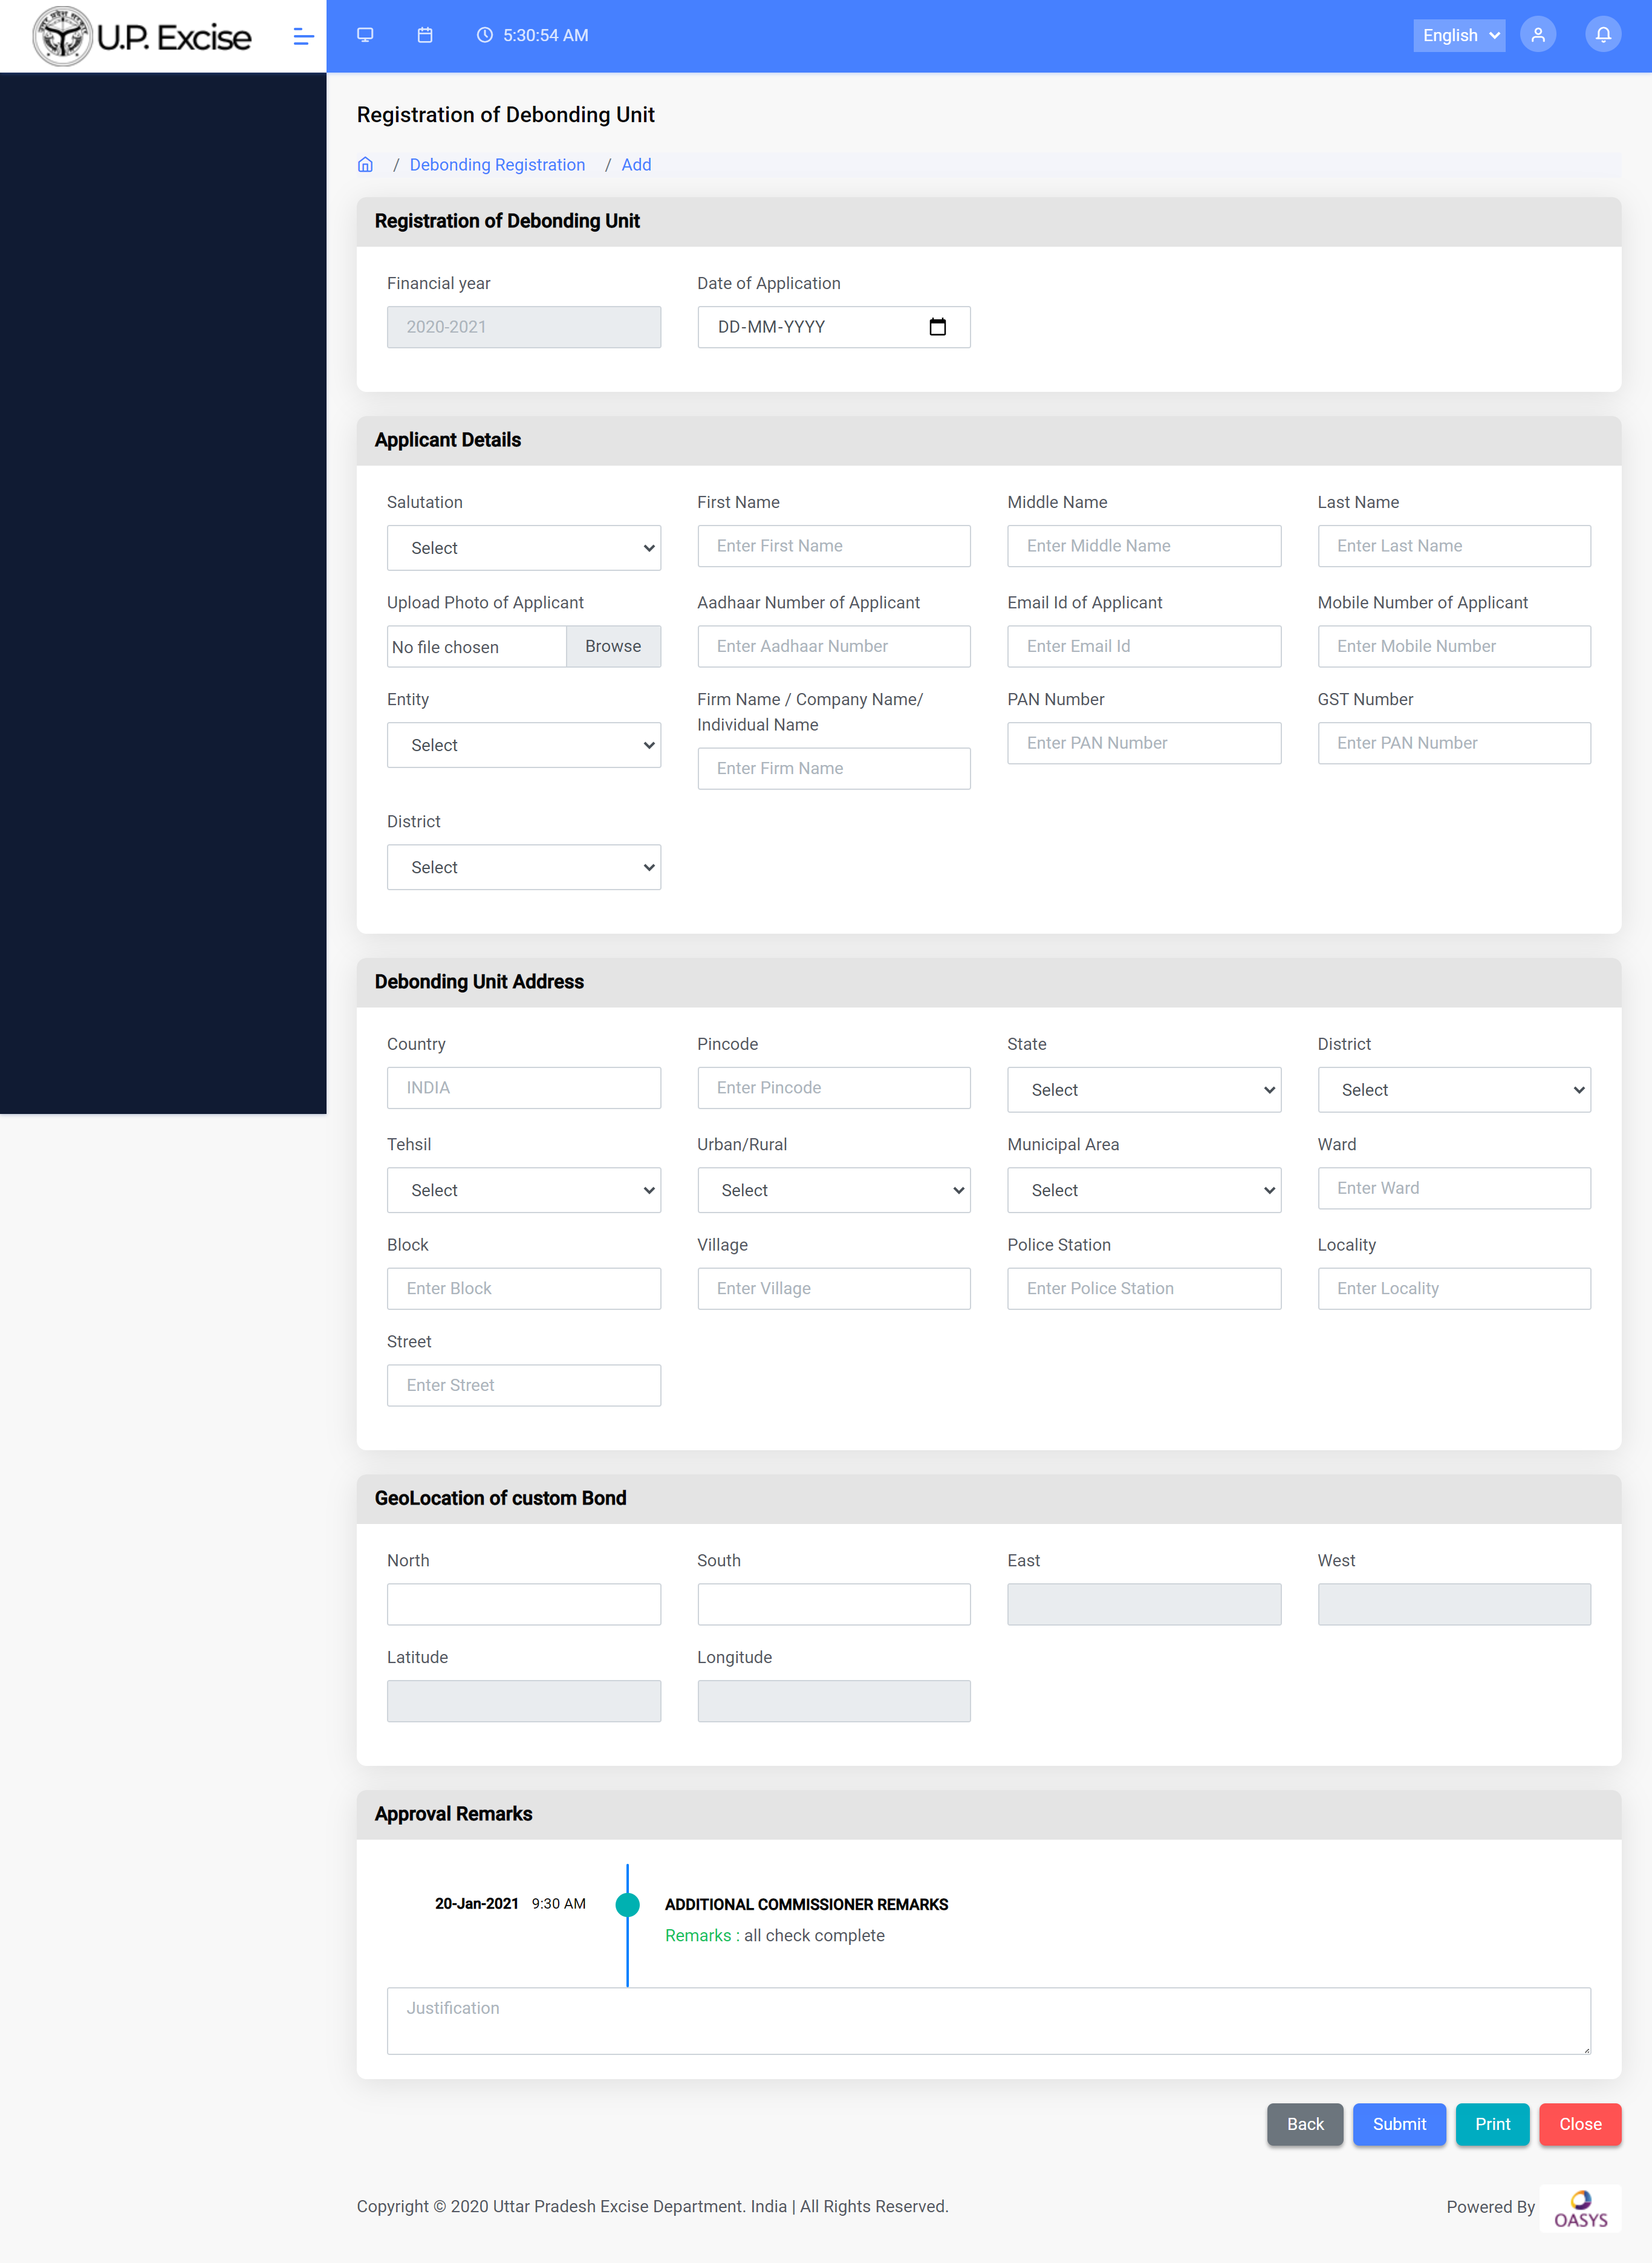 U.P. Excise
5:30:54 AM
English
Registration of Debonding Unit
/ Debonding Registration / Add
Registration of Debonding Unit
Financial year Date of Application
2020-2021 DD-MM-YYYY
Applicant Details
Salutation First Name Middle Name Last Name
Select Enter First Name Enter Middle Name Enter Last Name
Upload Photo of Applicant Aadhaar Number of Applicant Email Id of Applicant Mobile Number of Applicant
No file chosen Browse Enter Aadhaar Number Enter Email Id Enter Mobile Number
Entity Firm Name / Company Name/ PAN Number GST Number
Individual Name
Select Enter Firm Name Enter PAN Number Enter PAN Number
District
Select
Debonding Unit Address
Country Pincode State District
INDIA Enter Pincode Select Select
Tehsil Urban/Rural Municipal Area Ward
Select Select Select Enter Ward
Block Village Police Station Locality
Enter Block Enter Village Enter Police Station Enter Locality
Street
Enter Street
GeoLocation of custom Bond
North South East West
Latitude Longitude
Approval Remarks
20-Jan-2021 9:30 AM ADDITIONAL COMMISSIONER REMARKS
Remarks : all check complete
Justification
Back Submit Print Close
Copyright © 2020 Uttar Pradesh Excise Department. India | All Rights Reserved. Powered By OASYS